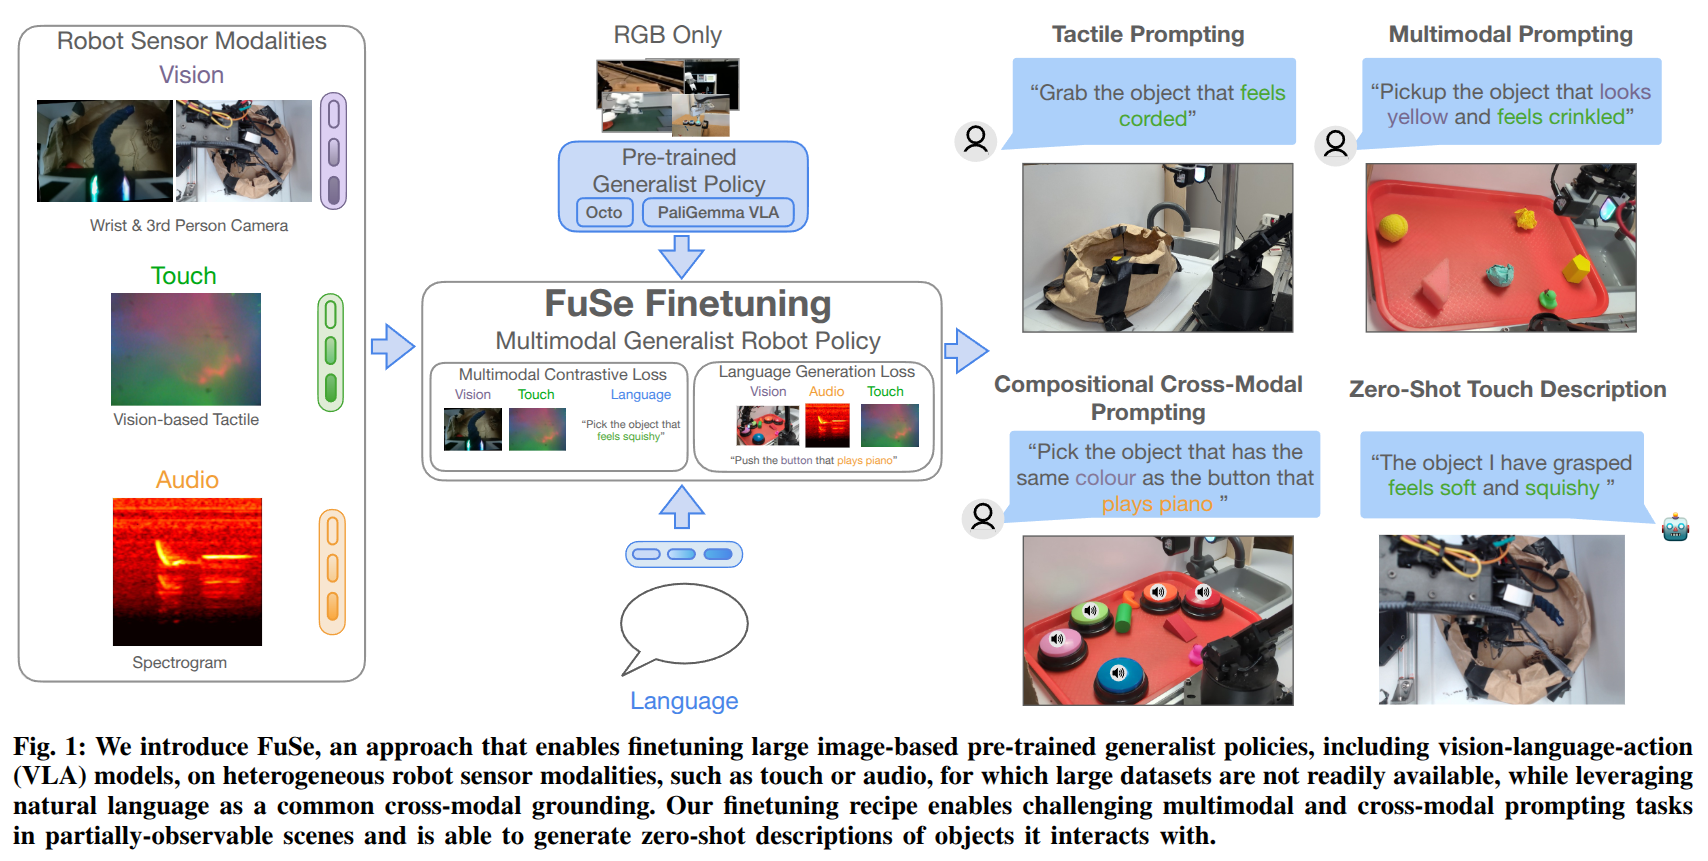 Robot Sensor Modalities
Vision
Wrist & 3rd Person Camera
Touch
Vision-based Tactile
Audio
Spectrogram
RGB Only
Pre-trained
Generalist Policy
Octo
PaliGemma VLA
FuSe Finetuning
Multimodal Generalist Robot Policy
Multimodal Contrastive Loss
Vision
Touch
Language
“Pick the object that
feels squishy”
Language Generation Loss
Vision
Audio
Touch
“Push the button that plays piano”
Language
Tactile Prompting
“Grab the object that feels
corded”
Multimodal Prompting
“Pickup the object that looks
yellow and feels crinkled”
Compositional Cross-Modal
Prompting
“Pick the object that has the
same colour as the button that
plays piano ”
Zero-Shot Touch Description
“The object I have grasped
feels soft and squishy ”
Fig. 1: We introduce FuSe, an approach that enables finetuning large image-based pre-trained generalist policies, including vision-language-action
(VLA) models, on heterogeneous robot sensor modalities, such as touch or audio, for which large datasets are not readily available, while leveraging
natural language as a common cross-modal grounding. Our finetuning recipe enables challenging multimodal and cross-modal prompting tasks
in partially-observable scenes and is able to generate zero-shot descriptions of objects it interacts with.